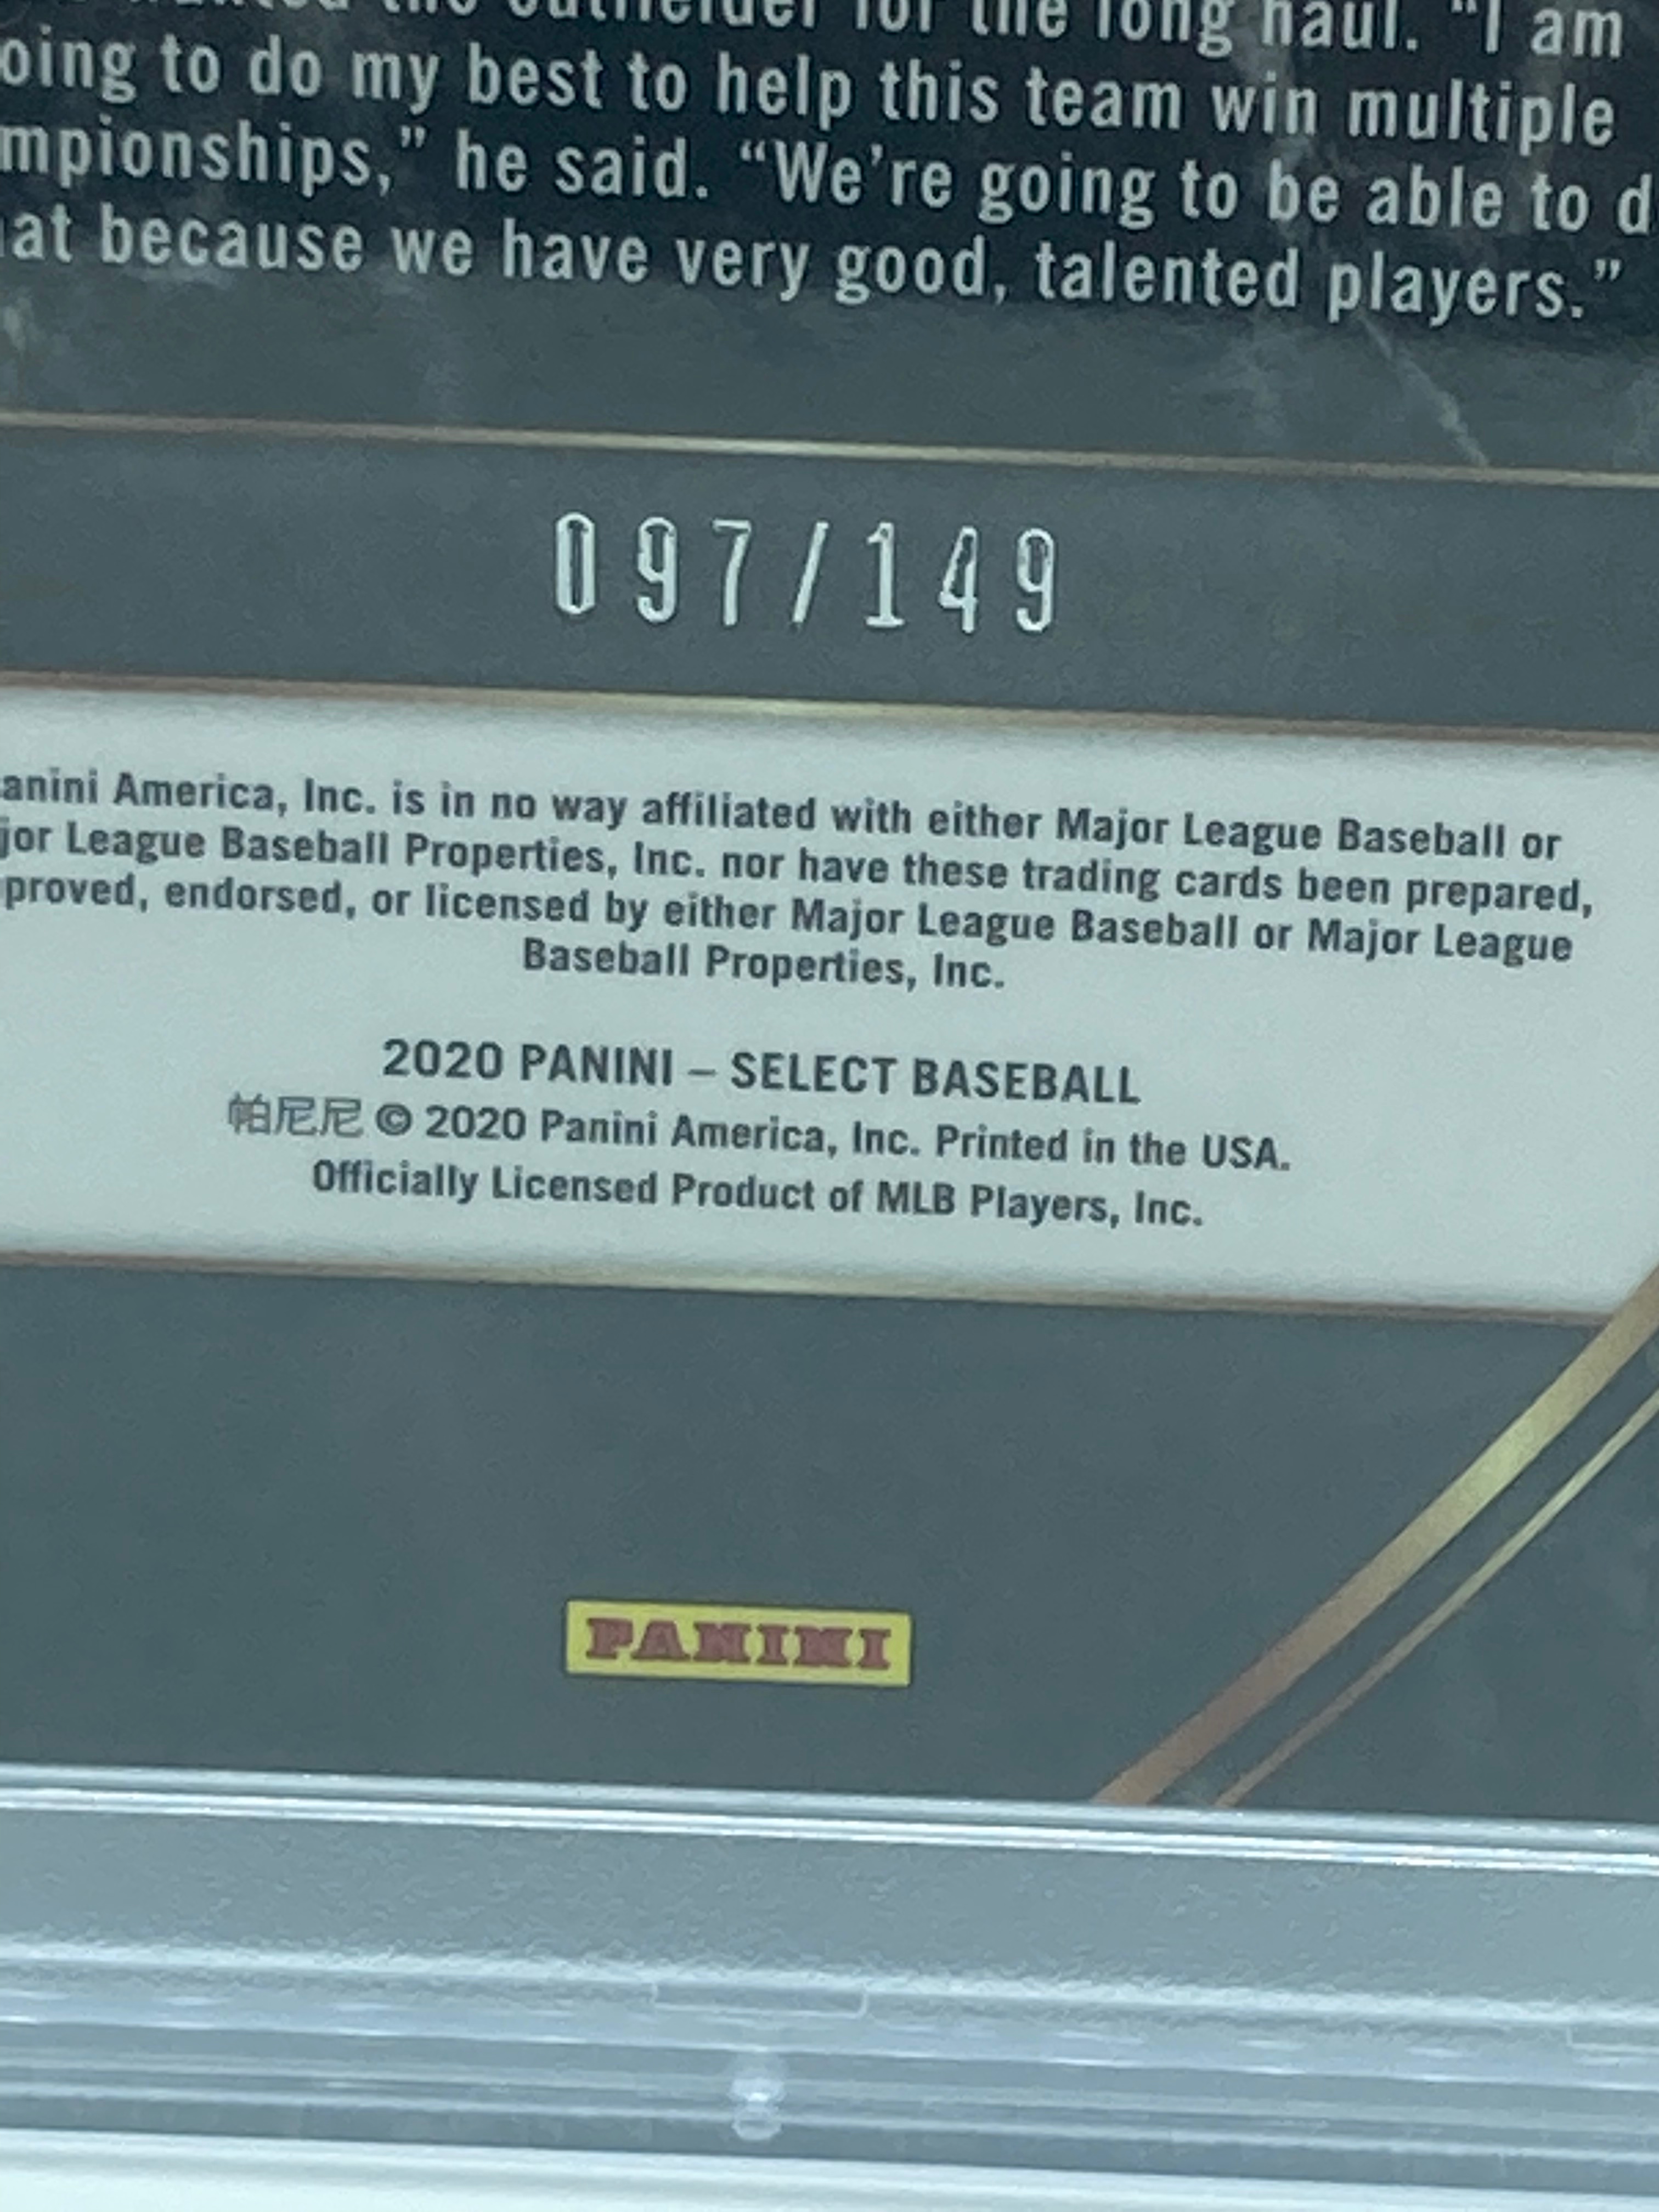 the outfielder for the long haul. “I am
oing to do my best to help this team win multiple
mpionships,” he said. “We’re going to be able to d
at because we have very good, talented players.”
097/149
anini America, Inc. is in no way affiliated with either Major League Baseball or
jor League Baseball Properties, Inc. nor have these trading cards been prepared,
proved, endorsed, or licensed by either Major League Baseball or Major League
Baseball Properties, Inc.
2020 PANINI – SELECT BASEBALL
帕尼尼 © 2020 Panini America, Inc. Printed in the USA.
Officially Licensed Product of MLB Players, Inc.
PANINI